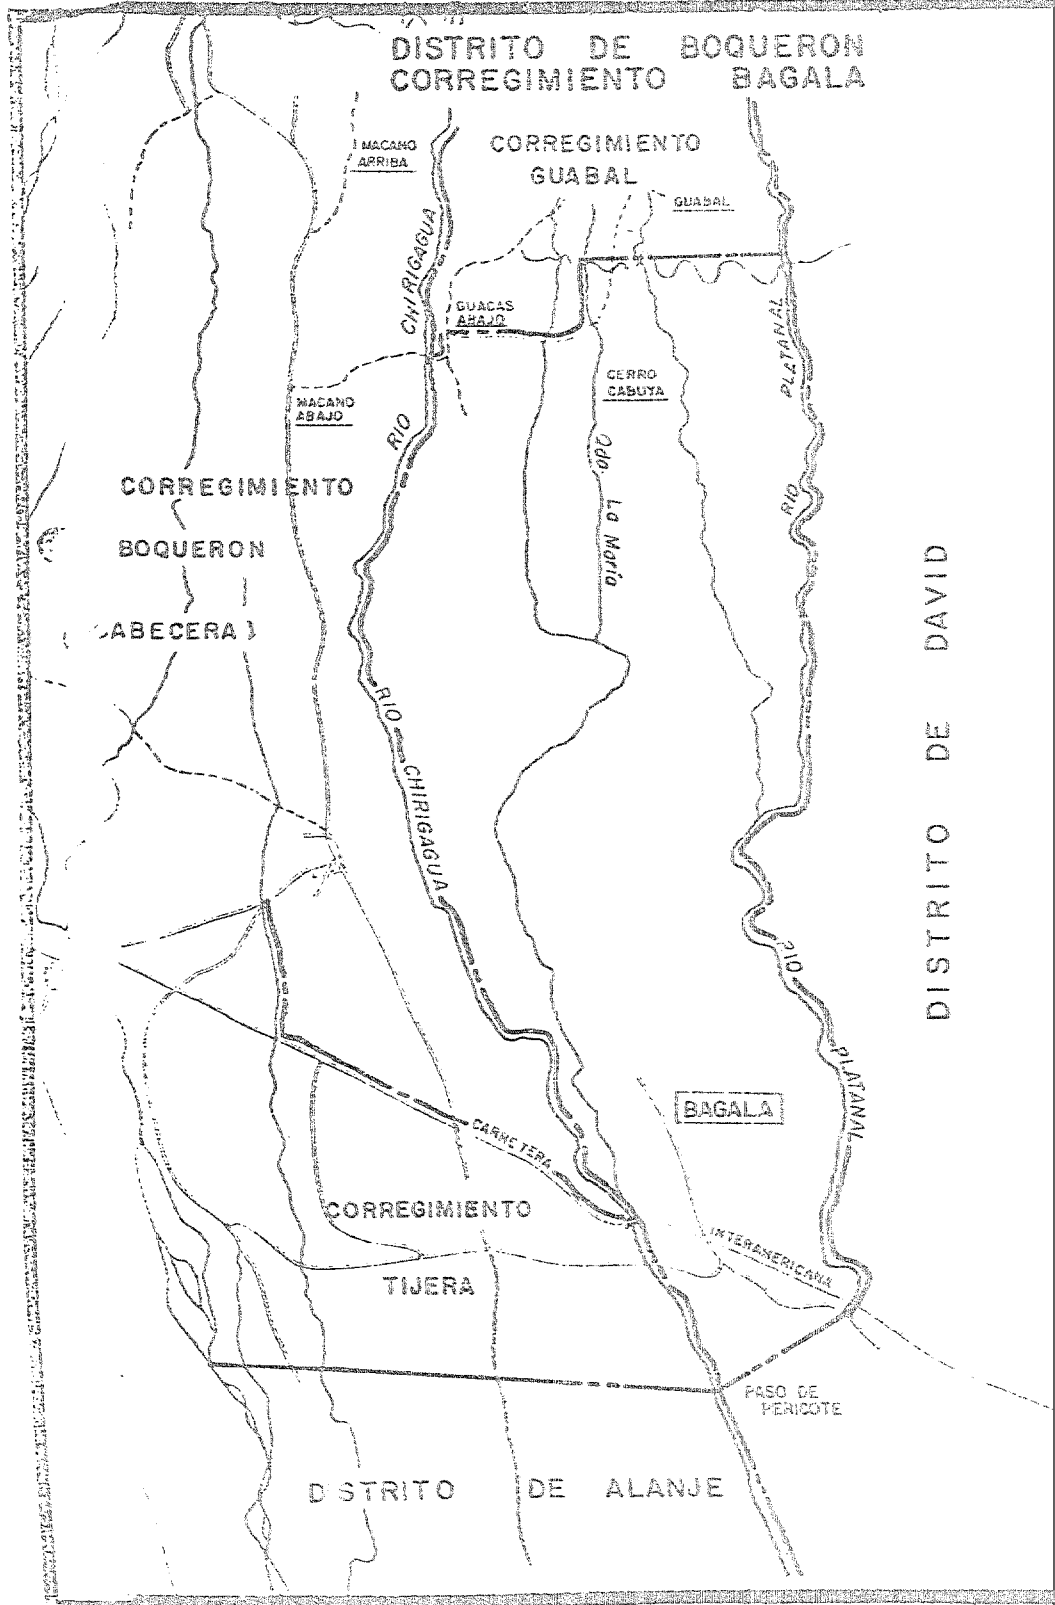 DISTRITO DE BOQUERON
CORREGIMIENTO BAGALA
MACANO
ARRIBA
CORREGIMIENTO
GUABAL
GUABAL
CHIRIGAGUA
GUACAS
ABAJO
PLATANAL
CERRO
CABUYA
MACANO
ABAJO
RIO
Qda. La Maria
RIO
CORREGIMIENTO
BOQUERON
CABECERA)
DISTRITO DE DAVID
RIO CHIRIGAGUA
RIO PLATANAL
BAGALA
CARRETERA
CORREGIMIENTO
TIJERA
INTERAMERICANA
PASO DE
PERICOTE
DISTRITO DE ALANJE